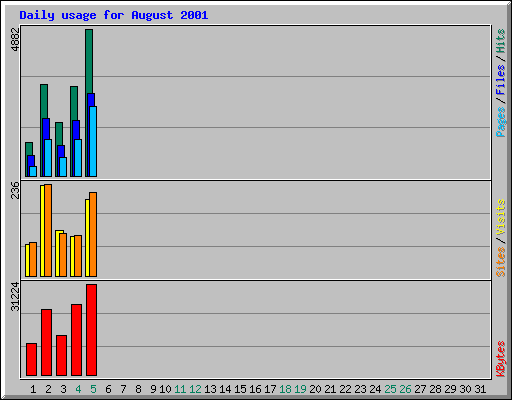 Daily usage for August 2001
4882
Pages / Files / Hits
236
Sites / Visits
31224
KBytes
1 2 3 4 5 6 7 8 9 10 11 12 13 14 15 16 17 18 19 20 21 22 23 24 25 26 27 28 29 30 31